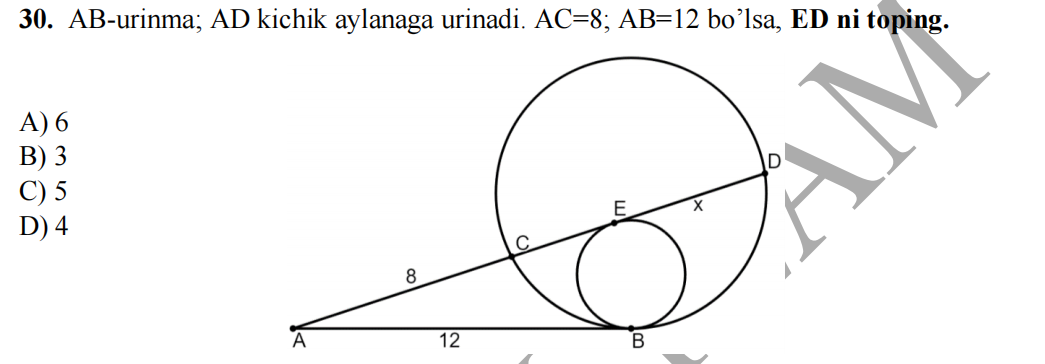 30. AB-urinma; AD kichik aylanaga urinadi. AC=8; AB=12 bo’lsa, ED ni toping.
A) 6
B) 3
C) 5
D) 4
D
E
x
C
8
A
12
B
AM